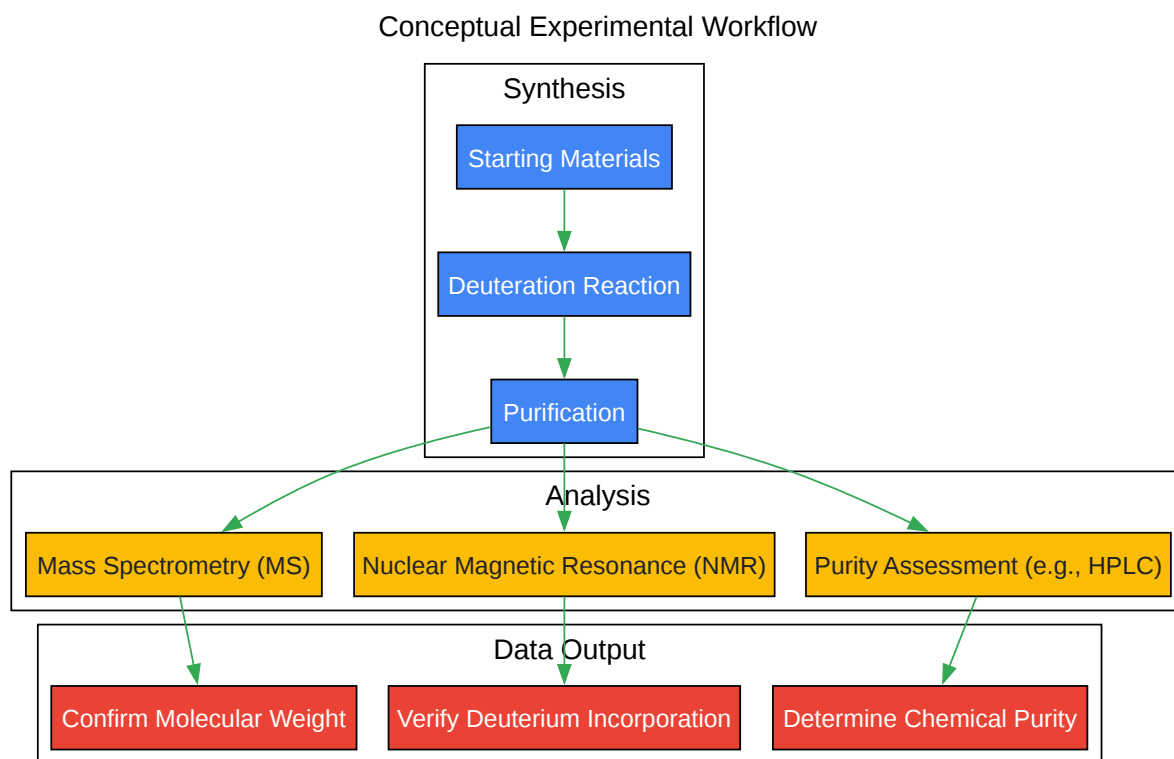 Conceptual Experimental Workflow
Synthesis
Starting Materials
Deuteration Reaction
Purification
Analysis
Mass Spectrometry (MS)
Nuclear Magnetic Resonance (NMR)
Purity Assessment (e.g., HPLC)
Data Output
Confirm Molecular Weight
Verify Deuterium Incorporation
Determine Chemical Purity